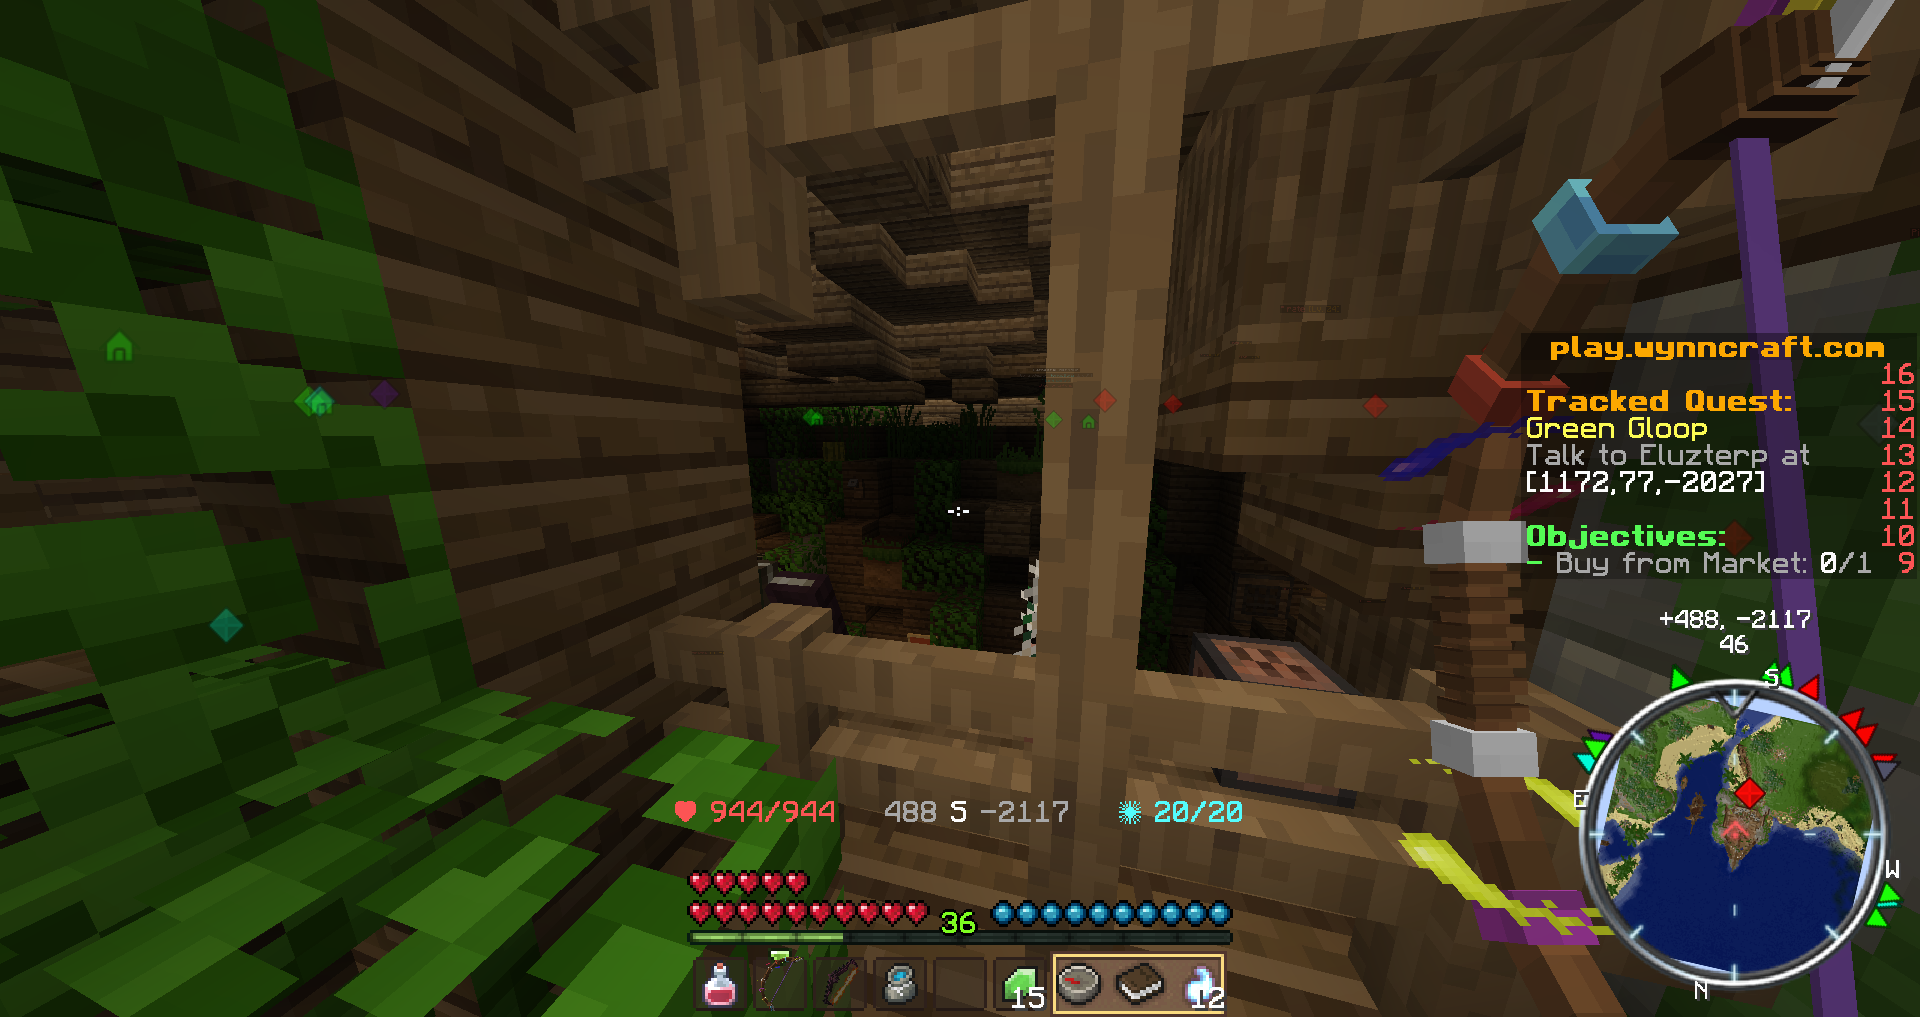 play.wynncraft.com
16
Tracked Quest: 15
Green Gloop 14
Talk to Eluzterp at 13
[1172,77,-2027] 12
11
Objectives: 10
- Buy from Market: 0/1 9
+488, -2117
46
S
E
W
N
944/944 488 S -2117 20/20
36
15
12